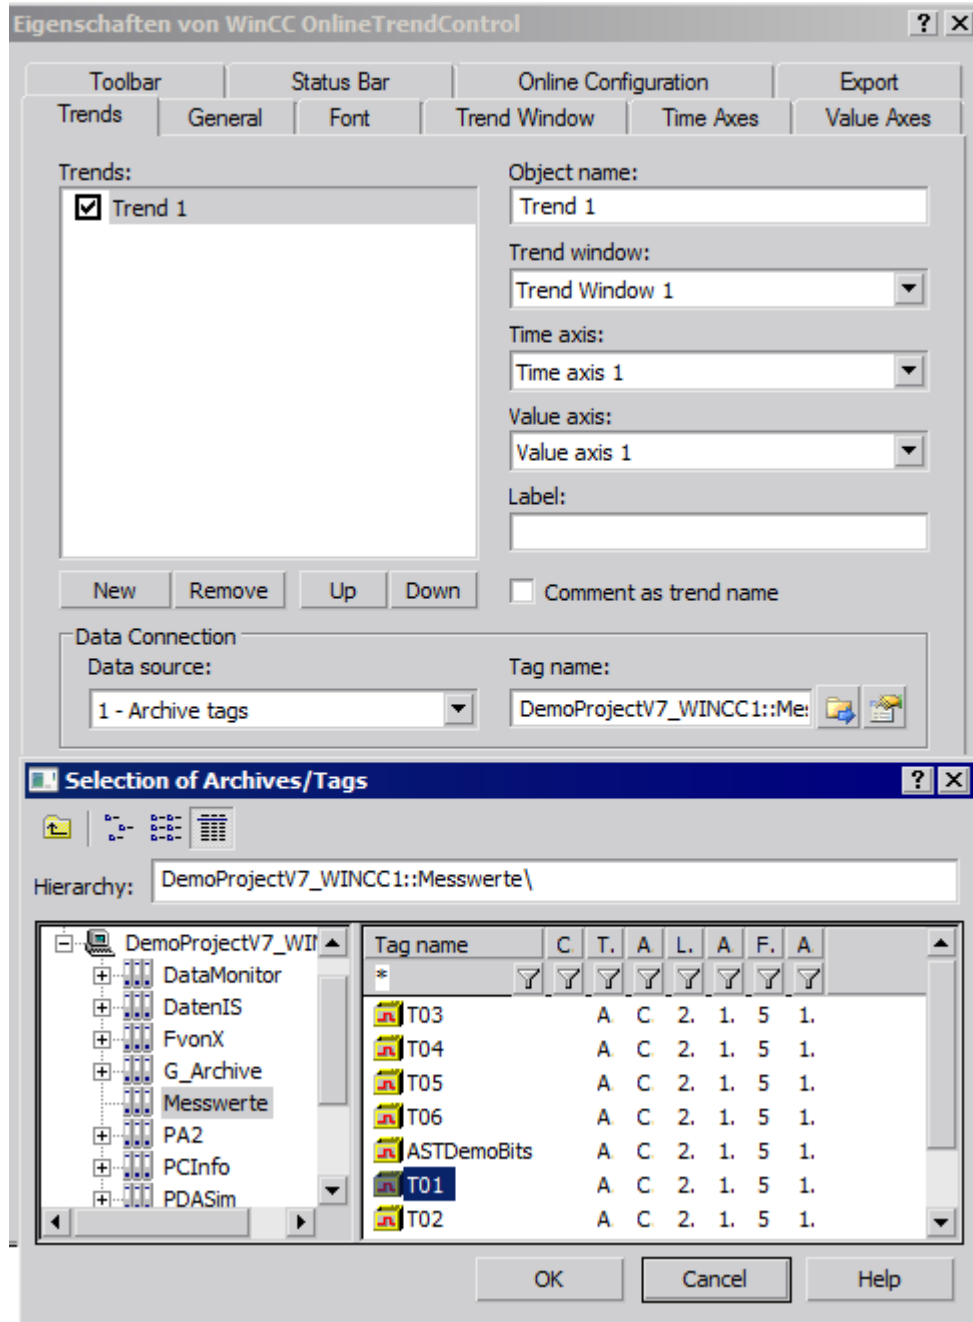 Eigenschaften von WinCC OnlineTrendControl
Toolbar Status Bar Online Configuration Export
Trends General Font Trend Window Time Axes Value Axes
Trends: Object name:
Trend 1 Trend 1
Trend window:
Trend Window 1
Time axis:
Time axis 1
Value axis:
Value axis 1
Label:
New Remove Up Down Comment as trend name
Data Connection
Data source: Tag name:
1 - Archive tags DemoProjectV7_WINCC1::Me
Selection of Archives/Tags
Hierarchy: DemoProjectV7_WINCC1::Messwerte\
DemoProjectV7_WI
DataMonitor
DatenIS
FvonX
G_Archive
Messwerte
PA2
PCInfo
PDASim
Tag name C. T. A. L. A. F. A.
*
T03 A. C. 2. 1. 5 1.
T04 A. C. 2. 1. 5 1.
T05 A. C. 2. 1. 5 1.
T06 A. C. 2. 1. 5 1.
ASTDemoBits A. C. 2. 1. 5 1.
T01 A. C. 2. 1. 5 1.
T02 A. C. 2. 1. 5 1.
OK Cancel Help